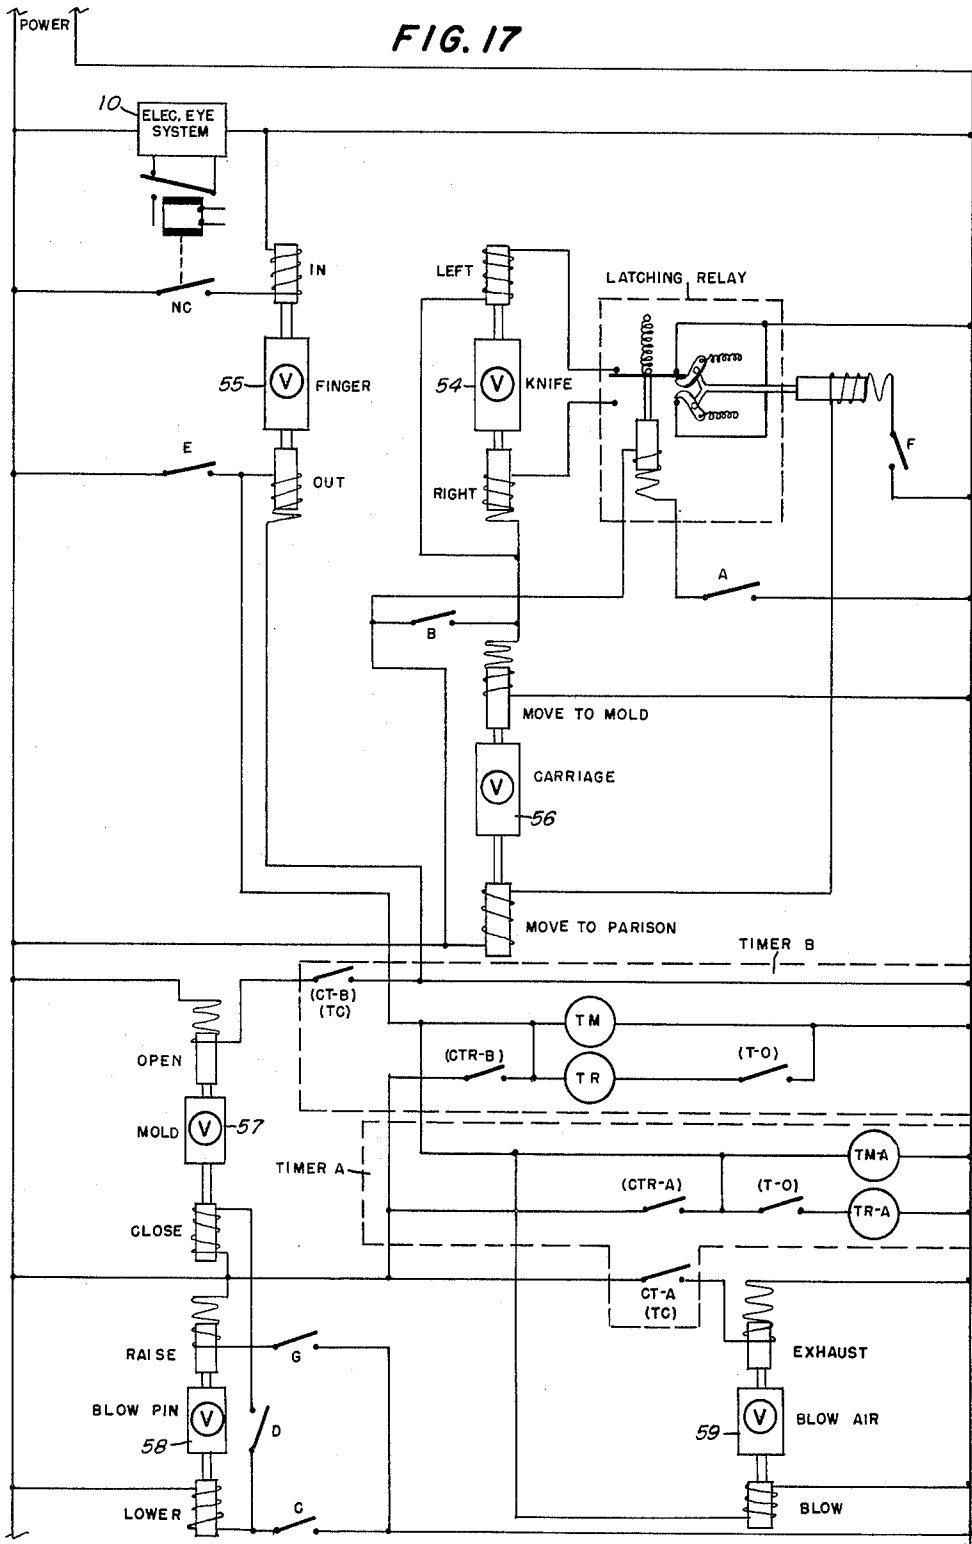 POWER
FIG. 17
10
ELEC. EYE
SYSTEM
IN
LEFT
LATCHING RELAY
NC
55
V
FINGER
54
V
KNIFE
F
E
OUT
RIGHT
A
B
MOVE TO MOLD
CARRIAGE
V
56
MOVE TO PARISON
TIMER B
(CT-B)
(TC)
TM
OPEN
(CTR-B)
(T-O)
TR
MOLD
V
57
TIMER A
TM-A
(CTR-A)
(T-O)
TR-A
CLOSE
CT-A
(TC)
RAISE
G
EXHAUST
BLOW PIN
V
58
D
59
V
BLOW AIR
LOWER
C
BLOW